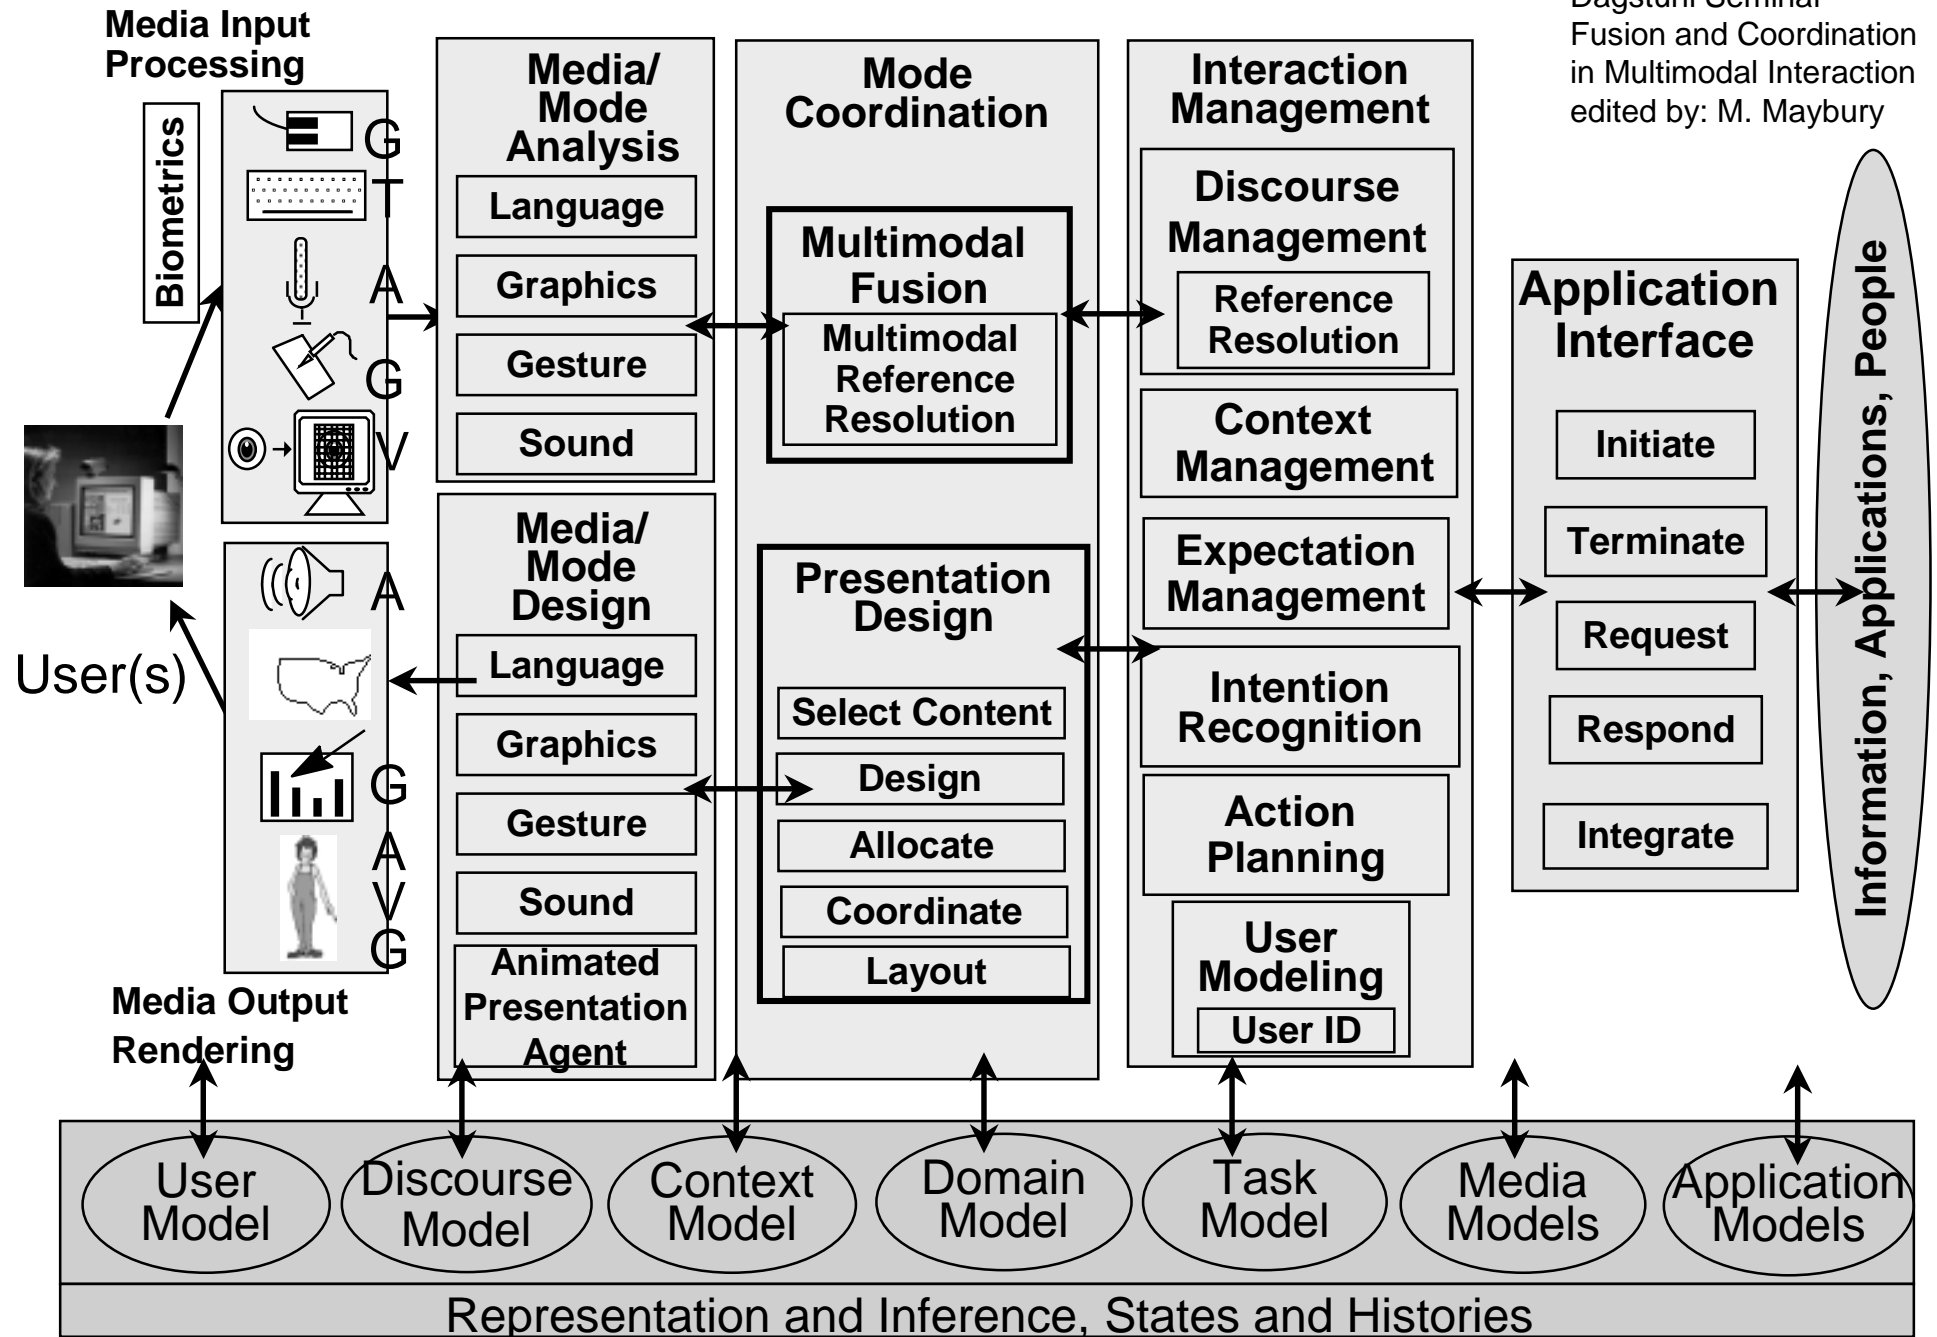 Dagstuhl Seminar
Fusion and Coordination
in Multimodal Interaction
edited by: M. Maybury
Media Input
Processing
Biometrics
G
T
A
G
V
User(s)
A
G
A
V
G
Media Output
Rendering
Media/
Mode
Analysis
Language
Graphics
Gesture
Sound
Media/
Mode
Design
Language
Graphics
Gesture
Sound
Animated
Presentation
Agent
Mode
Coordination
Multimodal
Fusion
Multimodal
Reference
Resolution
Presentation
Design
Select Content
Design
Allocate
Coordinate
Layout
Interaction
Management
Discourse
Management
Reference
Resolution
Context
Management
Expectation
Management
Intention
Recognition
Action
Planning
User
Modeling
User ID
Application
Interface
Initiate
Terminate
Request
Respond
Integrate
Information, Applications, People
User
Model
Discourse
Model
Context
Model
Domain
Model
Task
Model
Media
Models
Application
Models
Representation and Inference, States and Histories